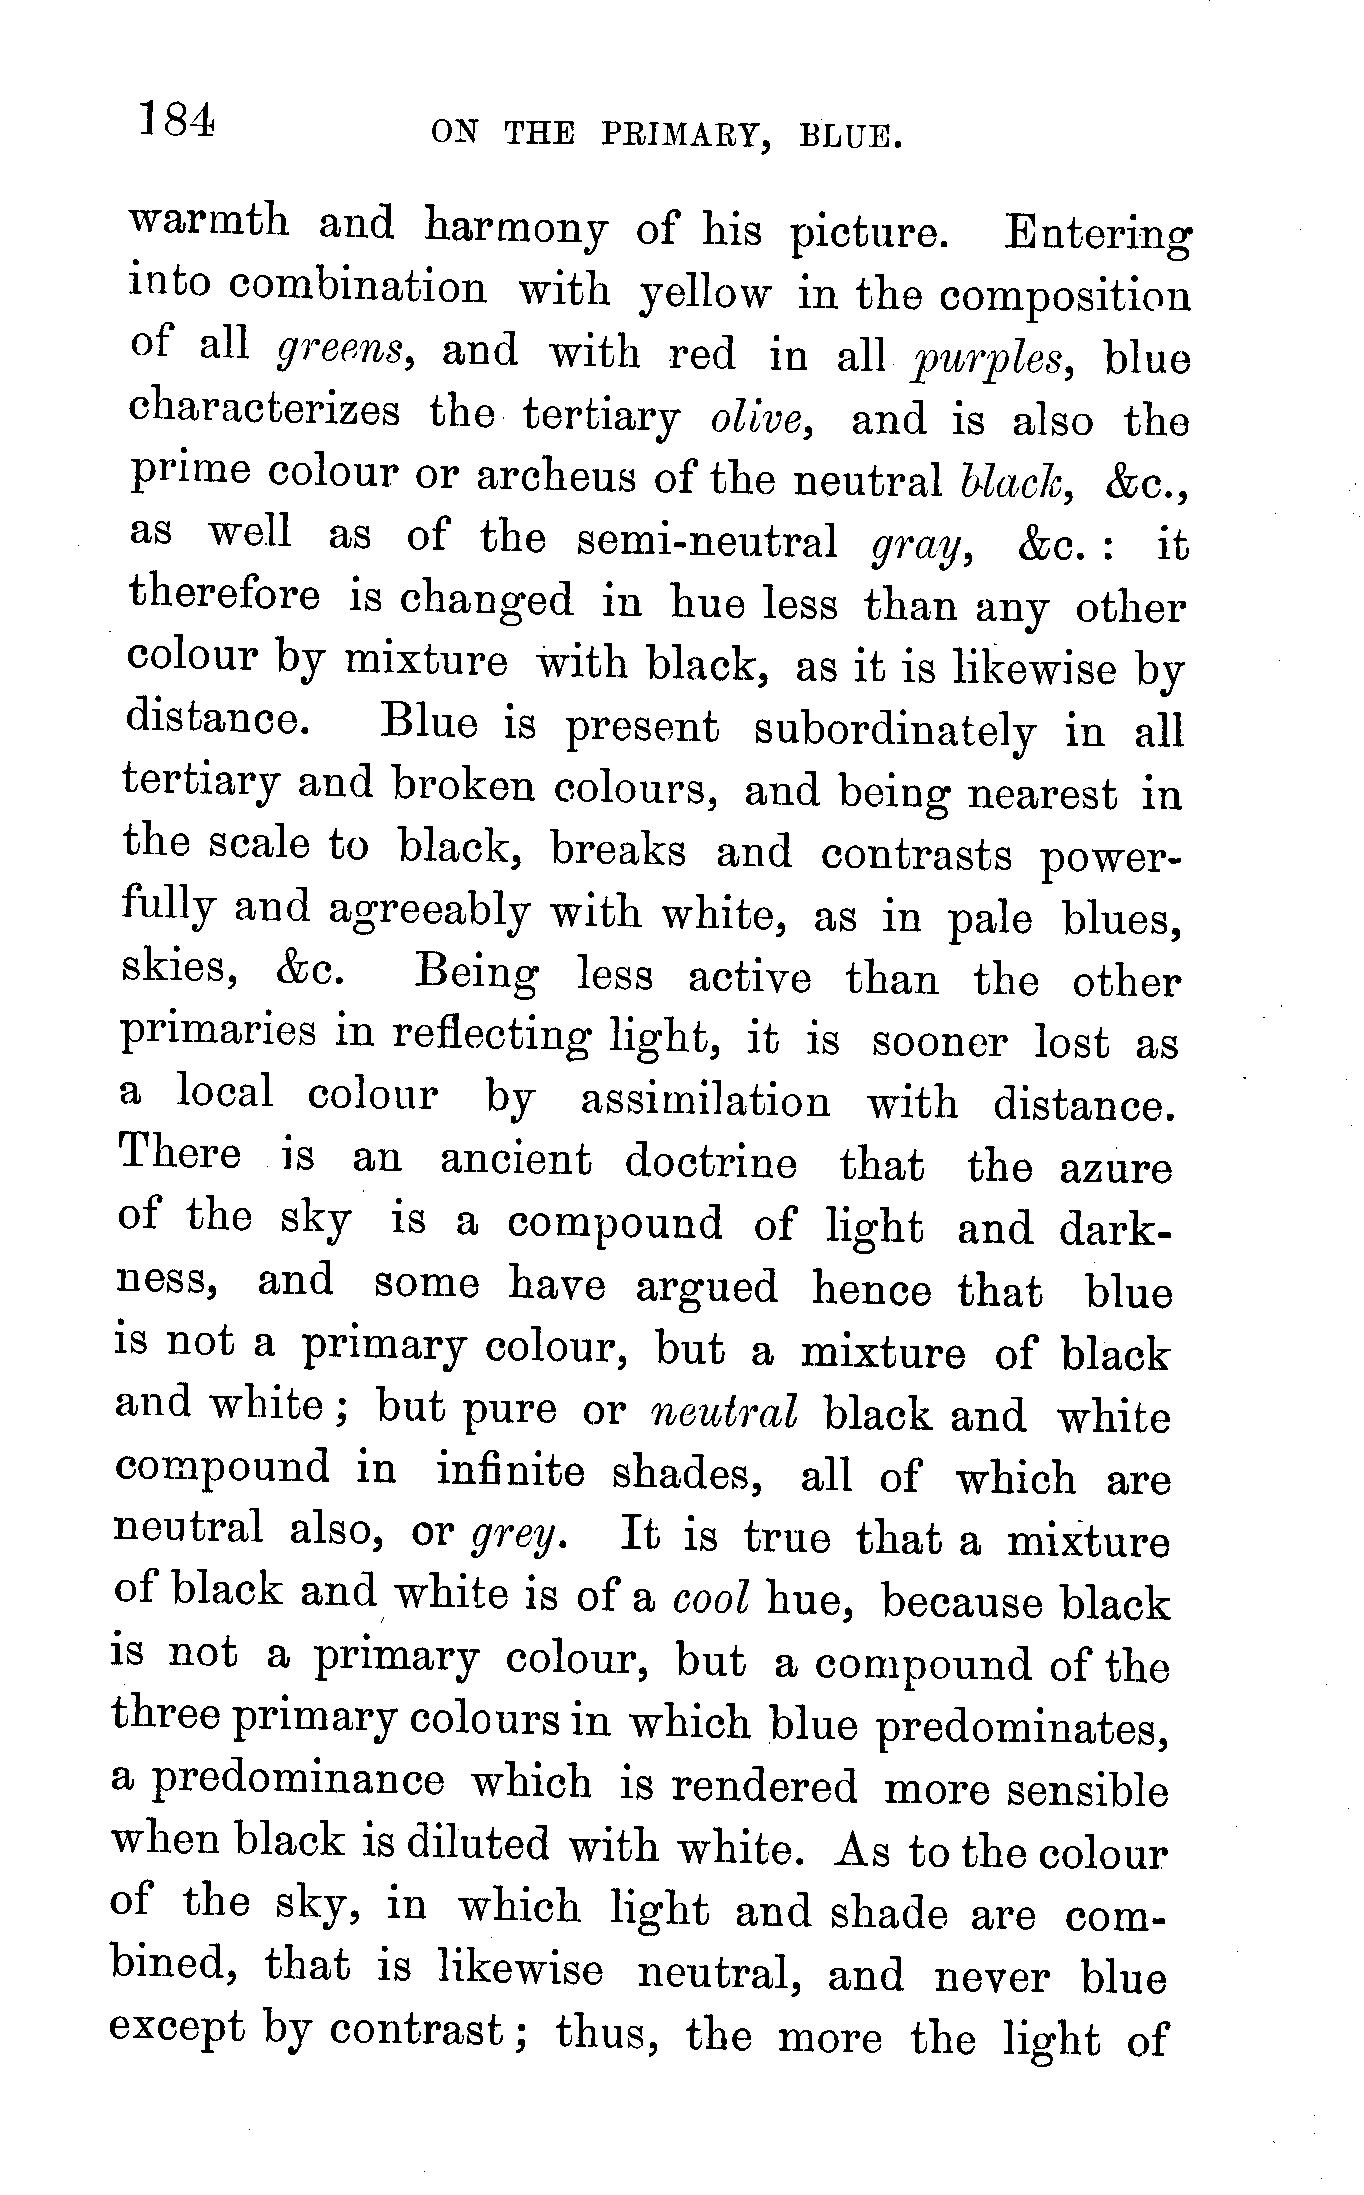 184
ON THE PRIMARY, BLUE.
warmth and harmony of his picture. Entering
into combination with yellow in the composition
of all greens, and with red in all purples, blue
characterizes the tertiary olive, and is also the
prime colour or archeus of the neutral black, &c.,
as well as of the semi-neutral gray, &c. : it
therefore is changed in hue less than any other
colour by mixture with black, as it is likewise by
distance. Blue is present subordinately in all
tertiary and broken colours, and being nearest in
the scale to black, breaks and contrasts power-
fully and agreeably with white, as in pale blues,
skies, &c. Being less active than the other
primaries in reflecting light, it is sooner lost as
a local colour by assimilation with distance.
There is an ancient doctrine that the azure
of the sky is a compound of light and dark-
ness, and some have argued hence that blue
is not a primary colour, but a mixture of black
and white ; but pure or neutral black and white
compound in infinite shades, all of which are
neutral also, or grey. It is true that a mixture
of black and white is of a cool hue, because black
is not a primary colour, but a compound of the
three primary colours in which blue predominates,
a predominance which is rendered more sensible
when black is diluted with white. As to the colour
of the sky, in which light and shade are com-
bined, that is likewise neutral, and never blue
except by contrast ; thus, the more the light of